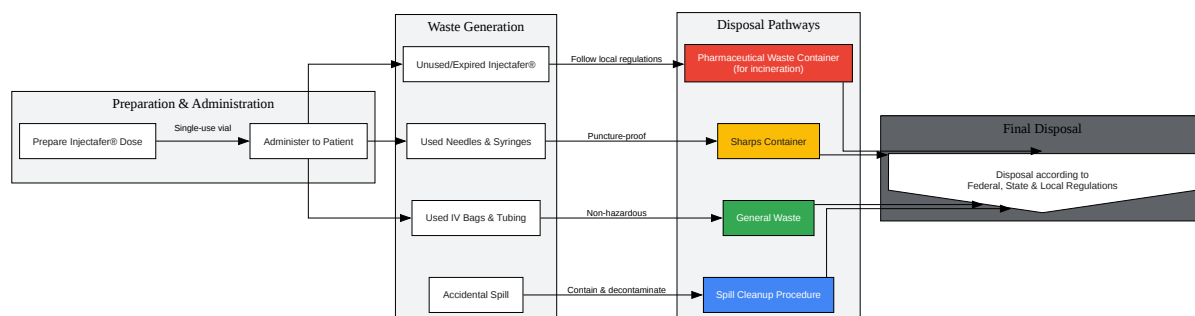 Preparation & Administration
Prepare Injectafer® Dose
Single-use vial
Administer to Patient
Waste Generation
Unused/Expired Injectafer®
Used Needles & Syringes
Used IV Bags & Tubing
Accidental Spill
Follow local regulations
Puncture-proof
Non-hazardous
Contain & decontaminate
Disposal Pathways
Pharmaceutical Waste Container
(for incineration)
Sharps Container
General Waste
Spill Cleanup Procedure
Final Disposal
Disposal according to
Federal, State & Local Regulations